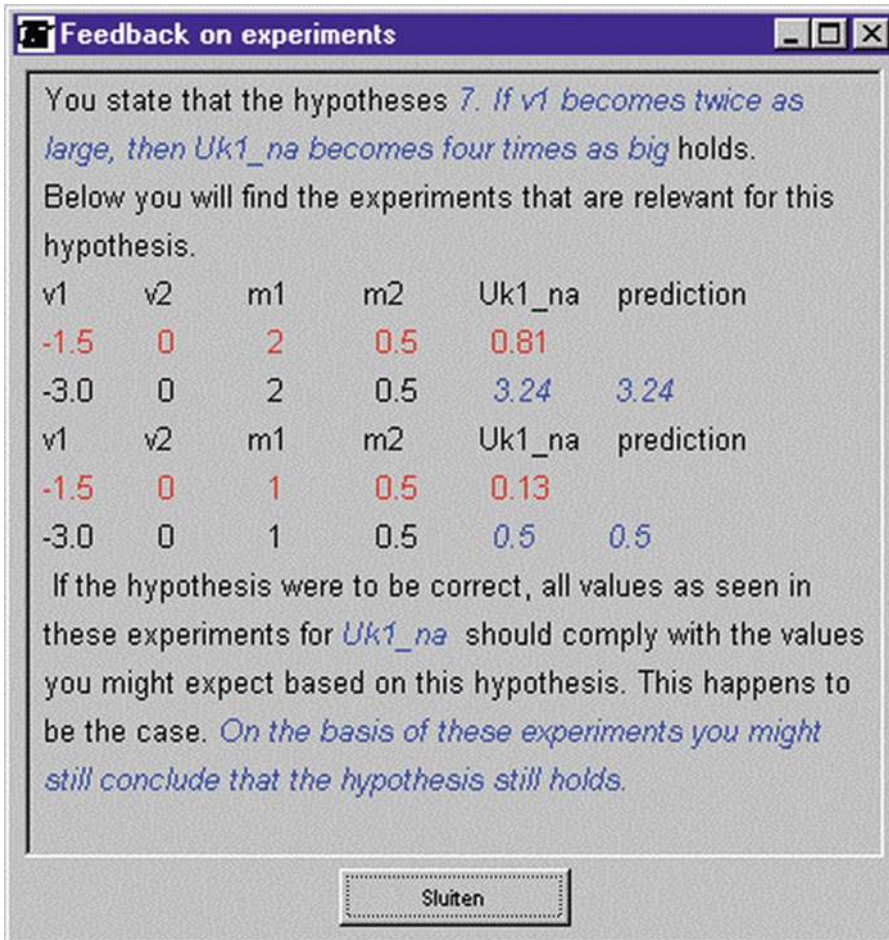 Feedback on experiments
You state that the hypotheses 7. If v1 becomes twice as
large, then Uk1_na becomes four times as big holds.
Below you will find the experiments that are relevant for this
hypothesis.
v1 v2 m1 m2 Uk1_na prediction
-1.5 0 2 0.5 0.81
-3.0 0 2 0.5 3.24 3.24
v1 v2 m1 m2 Uk1_na prediction
-1.5 0 1 0.5 0.13
-3.0 0 1 0.5 0.5 0.5
If the hypothesis were to be correct, all values as seen in
these experiments for Uk1_na should comply with the values
you might expect based on this hypothesis. This happens to
be the case. On the basis of these experiments you might
still conclude that the hypothesis still holds.
Sluiten